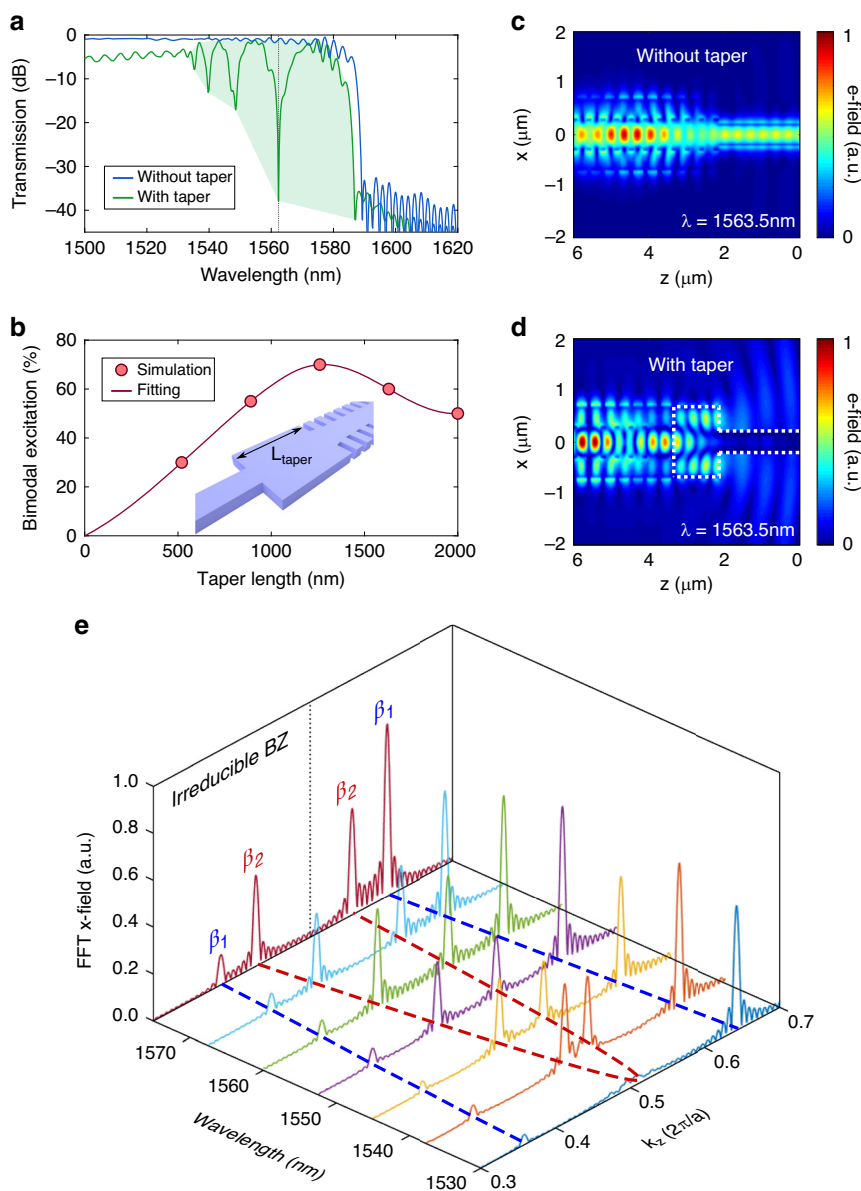 a
0
−10
−20
−30
−40
Transmission (dB)
Without taper
With taper
1500
1520
1540
1560
1580
1600
1620
Wavelength (nm)
b
80
60
40
20
0
Bimodal excitation (%)
Simulation
Fitting
L_taper
0
500
1000
1500
2000
Taper length (nm)
c
2
1
0
−1
−2
x (μm)
Without taper
λ = 1563.5nm
6
4
2
0
z (μm)
1
0
e-field (a.u.)
d
2
1
0
−1
−2
x (μm)
With taper
λ = 1563.5nm
6
4
2
0
z (μm)
1
0
e-field (a.u.)
e
1.0
0.8
0.6
0.4
0.2
0.0
FFT x-field (a.u.)
Irreducible BZ
β1
β2
β2
β1
1570
1560
1550
1540
1530
Wavelength (nm)
0.3
0.4
0.5
0.6
0.7
k_z (2π/a)